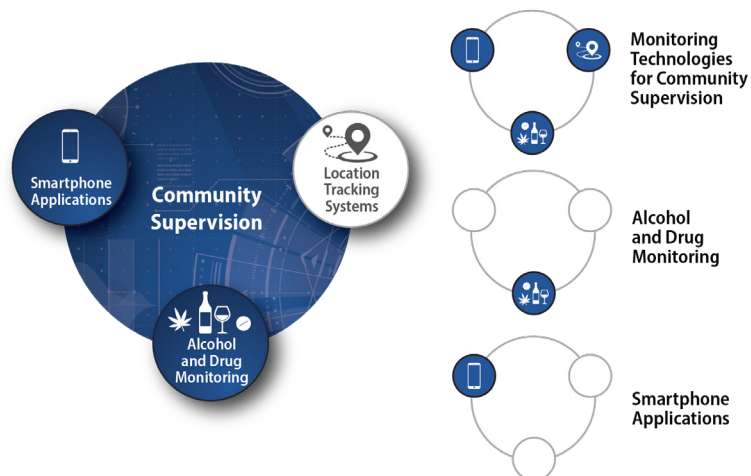 Smartphone
Applications
Community
Supervision
Location
Tracking
Systems
Alcohol
and Drug
Monitoring
Monitoring
Technologies
for Community
Supervision
Alcohol
and Drug
Monitoring
Smartphone
Applications